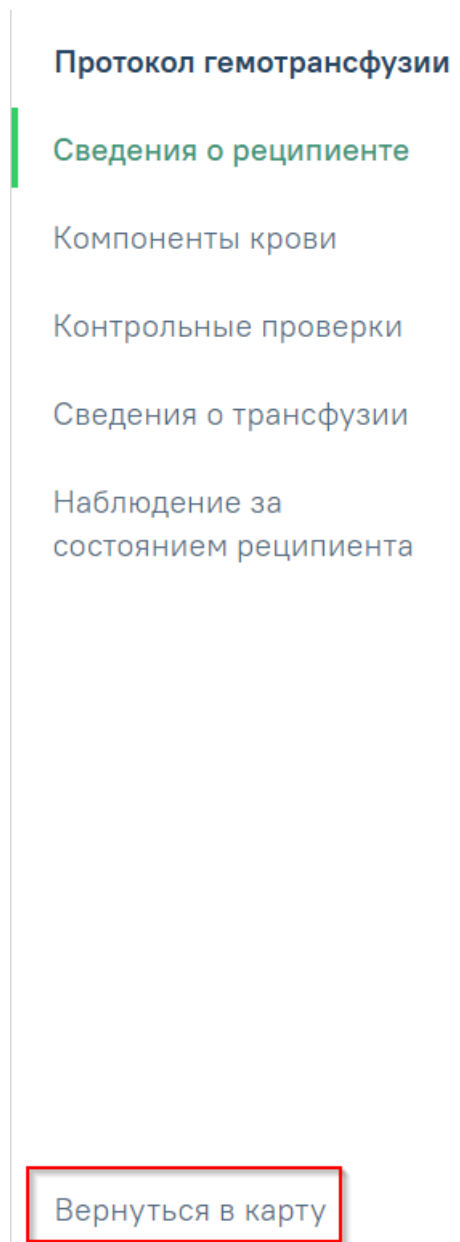 Протокол гемотрансфузии
Сведения о реципиенте
Компоненты крови
Контрольные проверки
Сведения о трансфузии
Наблюдение за
состоянием реципиента
Вернуться в карту